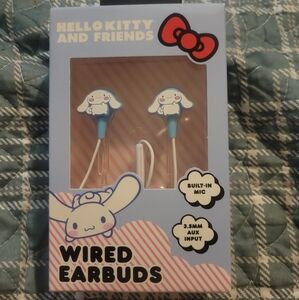 HELLO KITTY
AND FRIENDS
BUILT-IN
MIC
3.5MM
AUX
INPUT
WIRED
EARBUDS